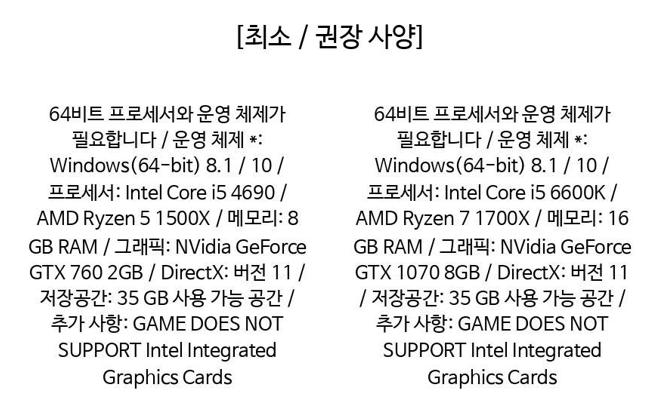 [최소 / 권장 사양]
64비트 프로세서와 운영 체제가
필요합니다 / 운영 체제 *:
Windows(64-bit) 8.1 / 10 /
프로세서: Intel Core i5 4690 /
AMD Ryzen 5 1500X / 메모리: 8
GB RAM / 그래픽: NVidia GeForce
GTX 760 2GB / DirectX: 버전 11 /
저장공간: 35 GB 사용 가능 공간 /
추가 사항: GAME DOES NOT
SUPPORT Intel Integrated
Graphics Cards
64비트 프로세서와 운영 체제가
필요합니다 / 운영 체제 *:
Windows(64-bit) 8.1 / 10 /
프로세서: Intel Core i5 6600K /
AMD Ryzen 7 1700X / 메모리: 16
GB RAM / 그래픽: NVidia GeForce
GTX 1070 8GB / DirectX: 버전 11
/ 저장공간: 35 GB 사용 가능 공간 /
추가 사항: GAME DOES NOT
SUPPORT Intel Integrated
Graphics Cards